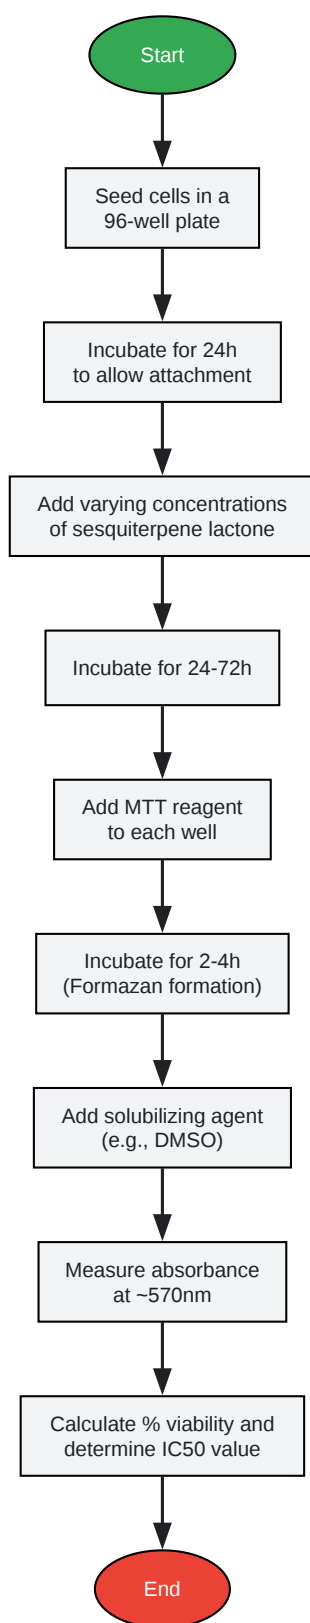 Start
Seed cells in a
96-well plate
Incubate for 24h
to allow attachment
Add varying concentrations
of sesquiterpene lactone
Incubate for 24-72h
Add MTT reagent
to each well
Incubate for 2-4h
(Formazan formation)
Add solubilizing agent
(e.g., DMSO)
Measure absorbance
at ~570nm
Calculate % viability and
determine IC50 value
End